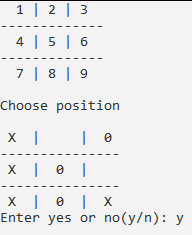 1 | 2 | 3
-------------
4 | 5 | 6
-------------
7 | 8 | 9
Choose position
X |   | 0
---------------
X | 0 |
---------------
X | 0 | X
Enter yes or no(y/n): y